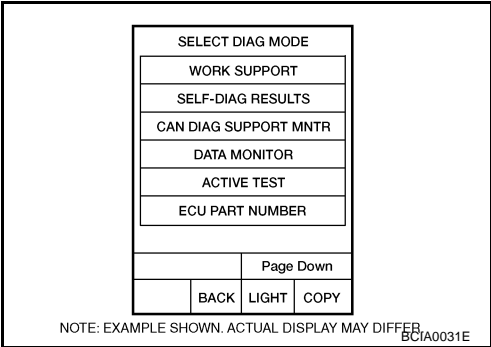 SELECT DIAG MODE
WORK SUPPORT
SELF-DIAG RESULTS
CAN DIAG SUPPORT MNTR
DATA MONITOR
ACTIVE TEST
ECU PART NUMBER
Page Down
BACK LIGHT COPY
NOTE: EXAMPLE SHOWN. ACTUAL DISPLAY MAY DIFFER.
BCIA0031E